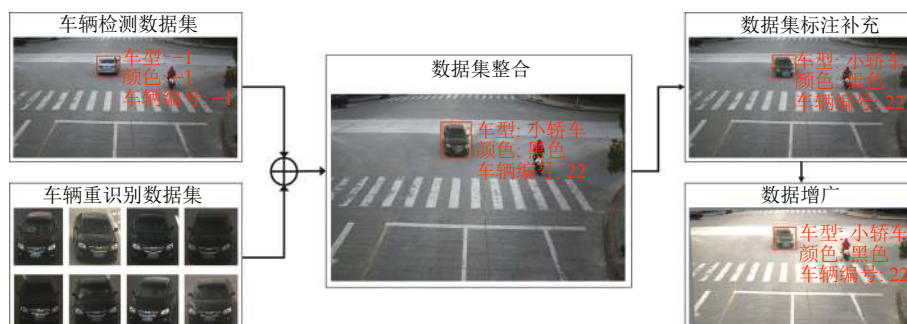 车辆检测数据集
车型: −1
颜色: −1
车辆编号: −1
车辆重识别数据集
数据集整合
车型: 小轿车
颜色: 黑色
车辆编号: 22
数据集标注补充
车型: 小轿车
颜色: 黑色
车辆编号: 22
数据增广
车型: 小轿车
颜色: 黑色
车辆编号: 22